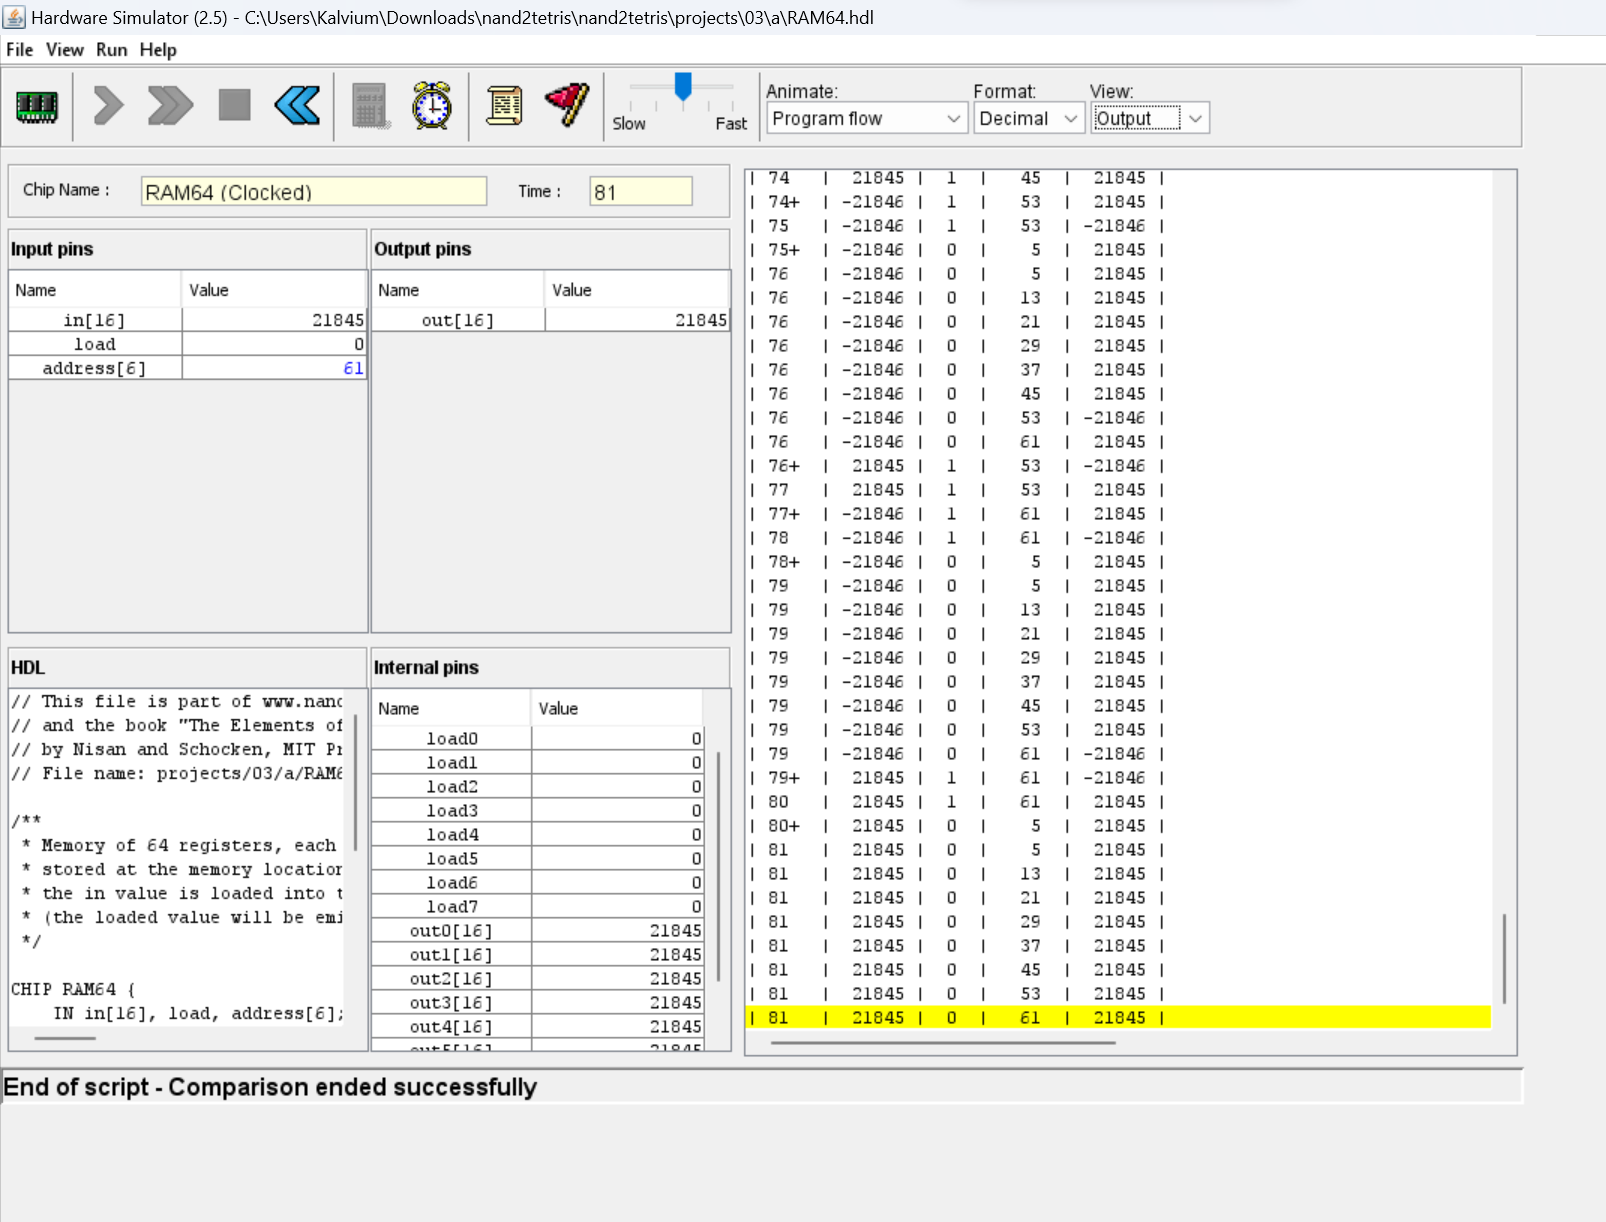 Hardware Simulator (2.5) - C:\Users\Kalvium\Downloads\nand2tetris\nand2tetris\projects\03\a\RAM64.hdl
File View Run Help
Slow Fast
Animate: Format: View:
Program flow Decimal Output
Chip Name : RAM64 (Clocked) Time : 81
Input pins
Name Value
in[16] 21845
load 0
address[6] 61
Output pins
Name Value
out[16] 21845
HDL
// This file is part of www.nand
// and the book "The Elements of
// by Nisan and Schocken, MIT Pr
// File name: projects/03/a/RAM6
/**
* Memory of 64 registers, each
* stored at the memory location
* the in value is loaded into t
* (the loaded value will be emi
*/
CHIP RAM64 {
IN in[16], load, address[6];
Internal pins
Name Value
load0 0
load1 0
load2 0
load3 0
load4 0
load5 0
load6 0
load7 0
out0[16] 21845
out1[16] 21845
out2[16] 21845
out3[16] 21845
out4[16] 21845
out5[16] 21845
| 74 | 21845 | 1 | 45 | 21845 |
| 74+ | -21846 | 1 | 53 | 21845 |
| 75 | -21846 | 1 | 53 | -21846 |
| 75+ | -21846 | 0 | 5 | 21845 |
| 76 | -21846 | 0 | 5 | 21845 |
| 76 | -21846 | 0 | 13 | 21845 |
| 76 | -21846 | 0 | 21 | 21845 |
| 76 | -21846 | 0 | 29 | 21845 |
| 76 | -21846 | 0 | 37 | 21845 |
| 76 | -21846 | 0 | 45 | 21845 |
| 76 | -21846 | 0 | 53 | -21846 |
| 76 | -21846 | 0 | 61 | 21845 |
| 76+ | 21845 | 1 | 53 | -21846 |
| 77 | 21845 | 1 | 53 | 21845 |
| 77+ | -21846 | 1 | 61 | 21845 |
| 78 | -21846 | 1 | 61 | -21846 |
| 78+ | -21846 | 0 | 5 | 21845 |
| 79 | -21846 | 0 | 5 | 21845 |
| 79 | -21846 | 0 | 13 | 21845 |
| 79 | -21846 | 0 | 21 | 21845 |
| 79 | -21846 | 0 | 29 | 21845 |
| 79 | -21846 | 0 | 37 | 21845 |
| 79 | -21846 | 0 | 45 | 21845 |
| 79 | -21846 | 0 | 53 | 21845 |
| 79 | -21846 | 0 | 61 | -21846 |
| 79+ | 21845 | 1 | 61 | -21846 |
| 80 | 21845 | 1 | 61 | 21845 |
| 80+ | 21845 | 0 | 5 | 21845 |
| 81 | 21845 | 0 | 5 | 21845 |
| 81 | 21845 | 0 | 13 | 21845 |
| 81 | 21845 | 0 | 21 | 21845 |
| 81 | 21845 | 0 | 29 | 21845 |
| 81 | 21845 | 0 | 37 | 21845 |
| 81 | 21845 | 0 | 45 | 21845 |
| 81 | 21845 | 0 | 53 | 21845 |
| 81 | 21845 | 0 | 61 | 21845 |
End of script - Comparison ended successfully